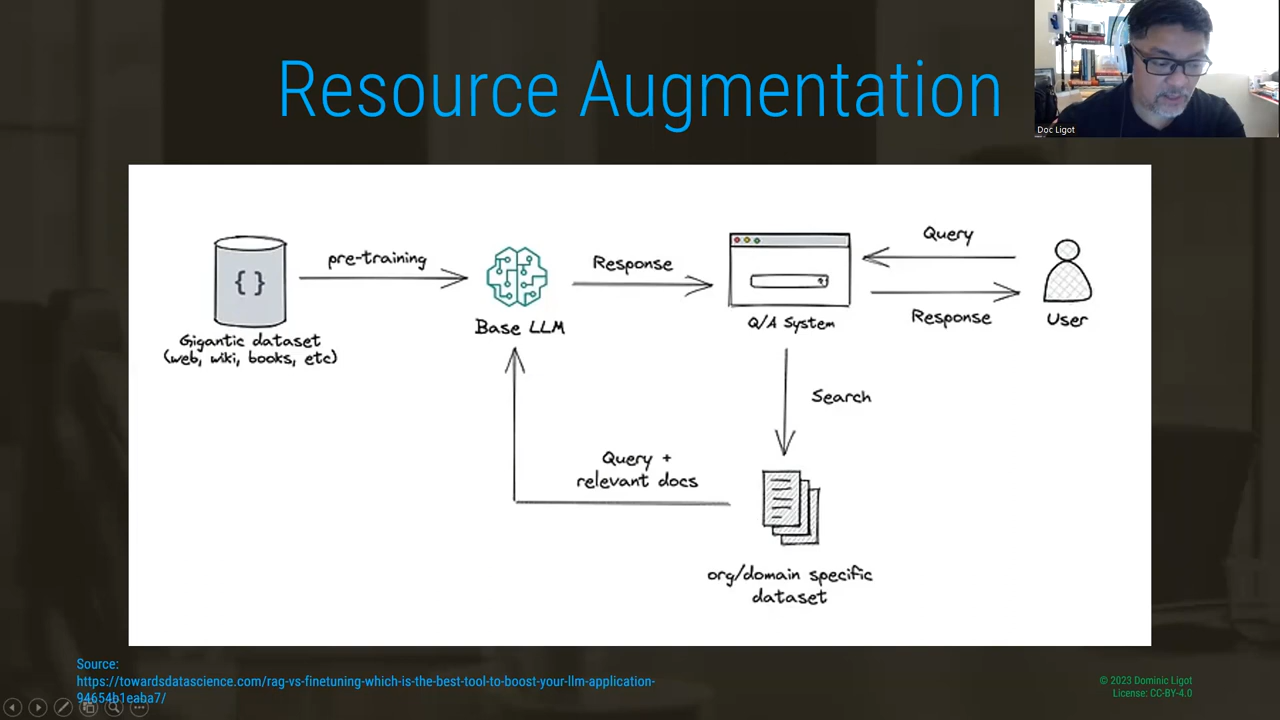 Resource Augmentation
Doc Ligot
Query
pre-training
Response
{ }
Base LLM
Q/A System
Response
User
Gigantic dataset
(web, wiki, books, etc)
Search
Query +
relevant docs
org/domain specific
dataset
Source:
https://towardsdatascience.com/rag-vs-finetuning-which-is-the-best-tool-to-boost-your-llm-application-
94654b1eaba7/
© 2023 Dominic Ligot
License: CC-BY-4.0